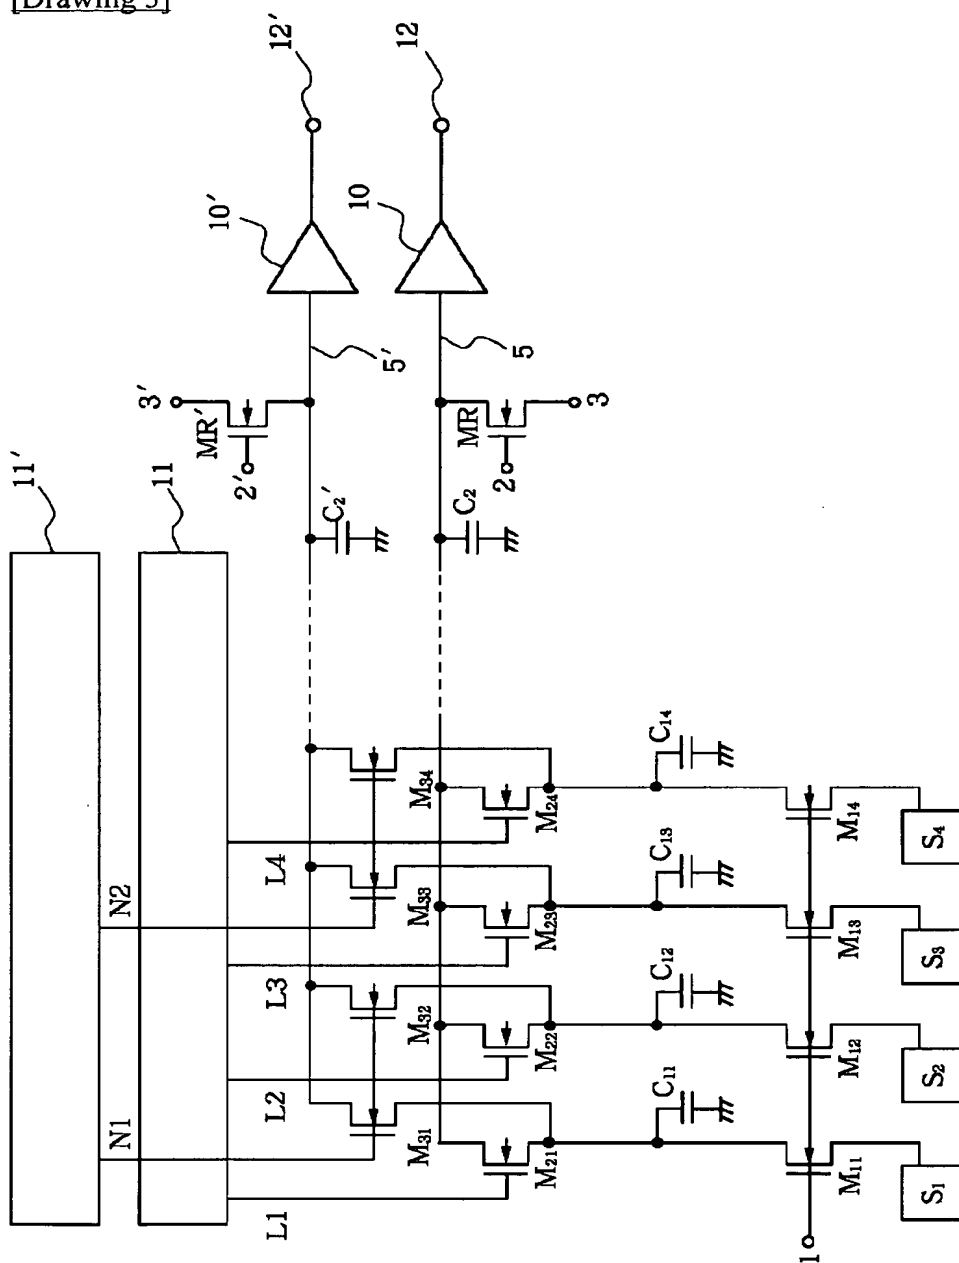 [Drawing 5]
11'
11
N1
N2
L1
L2
L3
L4
12'
12
10'
10
5'
5
3'
MR'
2'
C₂'
3
MR
2
C₂
M₃₁
M₃₂
M₃₃
M₃₄
M₂₁
M₂₂
M₂₃
M₂₄
C₁₁
C₁₂
C₁₃
C₁₄
M₁₁
M₁₂
M₁₃
M₁₄
1
S₁
S₂
S₃
S₄